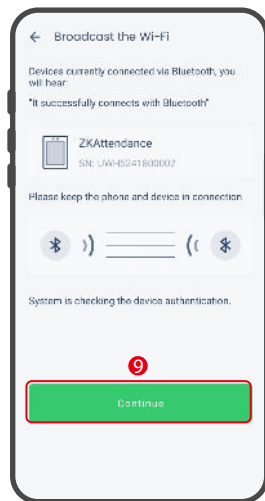 ← Broadcast the Wi-Fi
Devices currently connected via Bluetooth, you
will hear:
"It successfully connects with Bluetooth"
ZKAttendance
SN: UWH5241800002
Please keep the phone and device in connection
System is checking the device authentication.
9
Continue